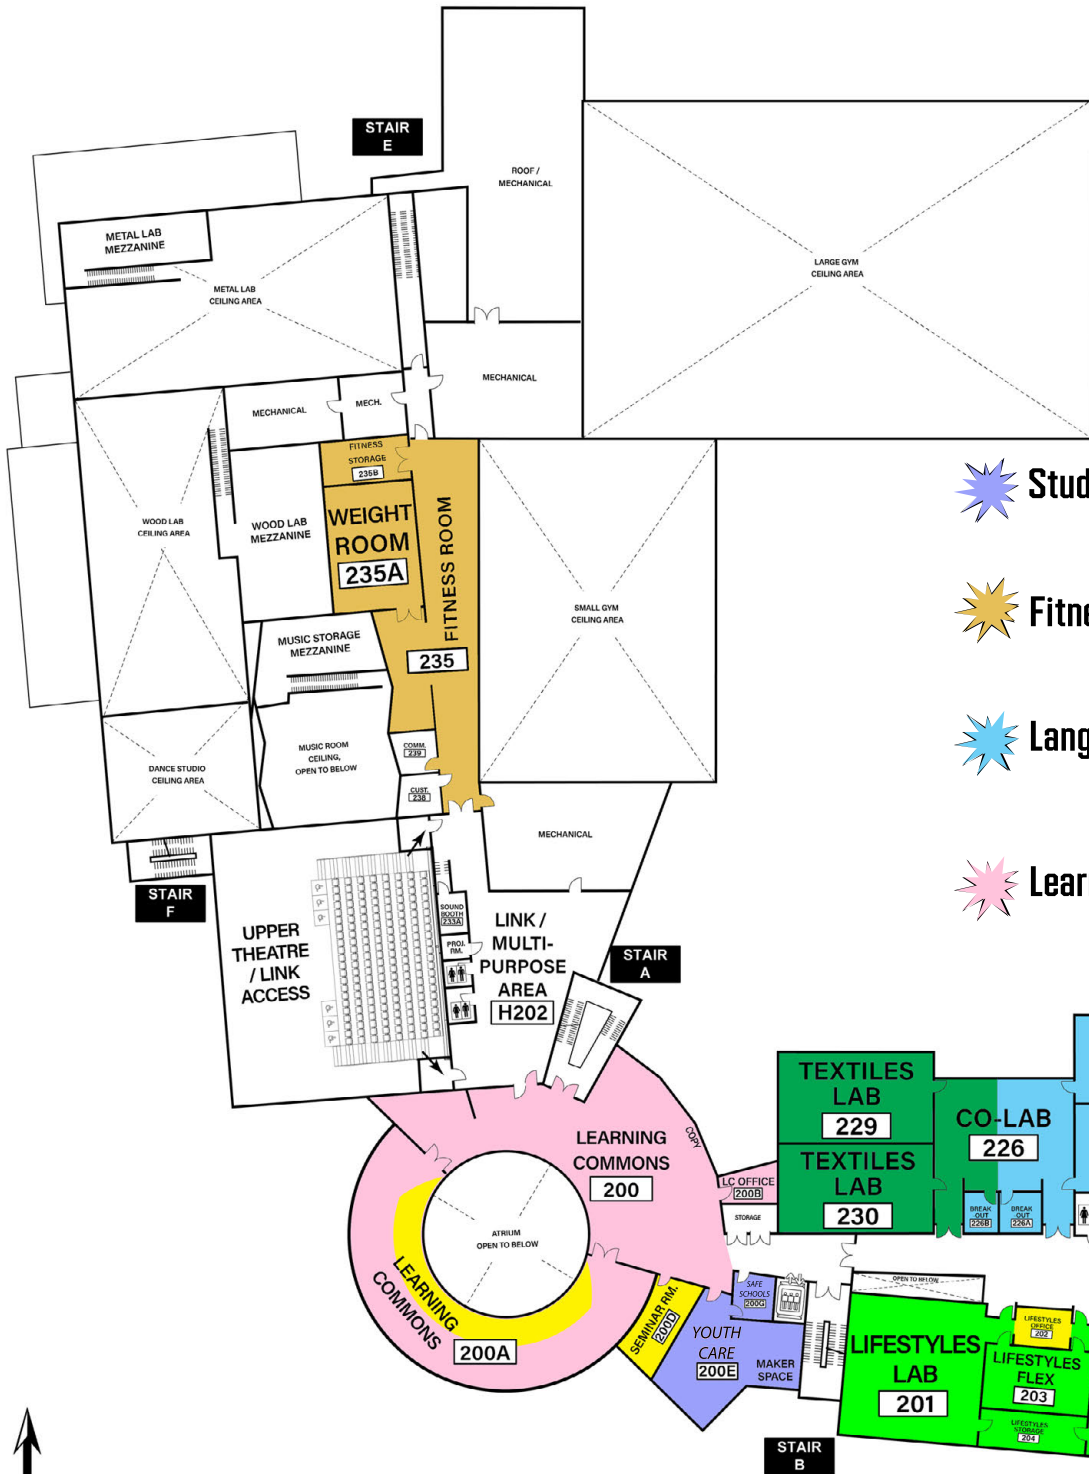 STAIR
E
ROOF /
MECHANICAL
METAL LAB
MEZZANINE
METAL LAB
CEILING AREA
LARGE GYM
CEILING AREA
MECHANICAL
MECHANICAL
MECH.
FITNESS
STORAGE
235B
WOOD LAB
CEILING AREA
WOOD LAB
MEZZANINE
WEIGHT
ROOM
235A
FITNESS ROOM
235
SMALL GYM
CEILING AREA
Stud
Fitne
Lang
Lear
MUSIC STORAGE
MEZZANINE
MUSIC ROOM
CEILING,
OPEN TO BELOW
DANCE STUDIO
CEILING AREA
COMM.
239
CUST.
238
MECHANICAL
STAIR
F
UPPER
THEATRE
/ LINK
ACCESS
SOUND
BOOTH
233A
PROJ.
RM.
LINK /
MULTI-
PURPOSE
AREA
H202
STAIR
A
LEARNING
COMMONS
200
COPY
LC OFFICE
200B
STORAGE
TEXTILES
LAB
229
TEXTILES
LAB
230
CO-LAB
226
BREAK
OUT
226B
BREAK
OUT
226A
ATRIUM
OPEN TO BELOW
LEARNING
COMMONS
200A
SEMINAR RM.
200D
SAFE
SCHOOLS
200G
YOUTH
CARE
200E
MAKER
SPACE
OPEN TO BELOW
LIFESTYLES
LAB
201
LIFESTYLES
OFFICE
202
LIFESTYLES
FLEX
203
LIFESTYLES
STORAGE
204
STAIR
B